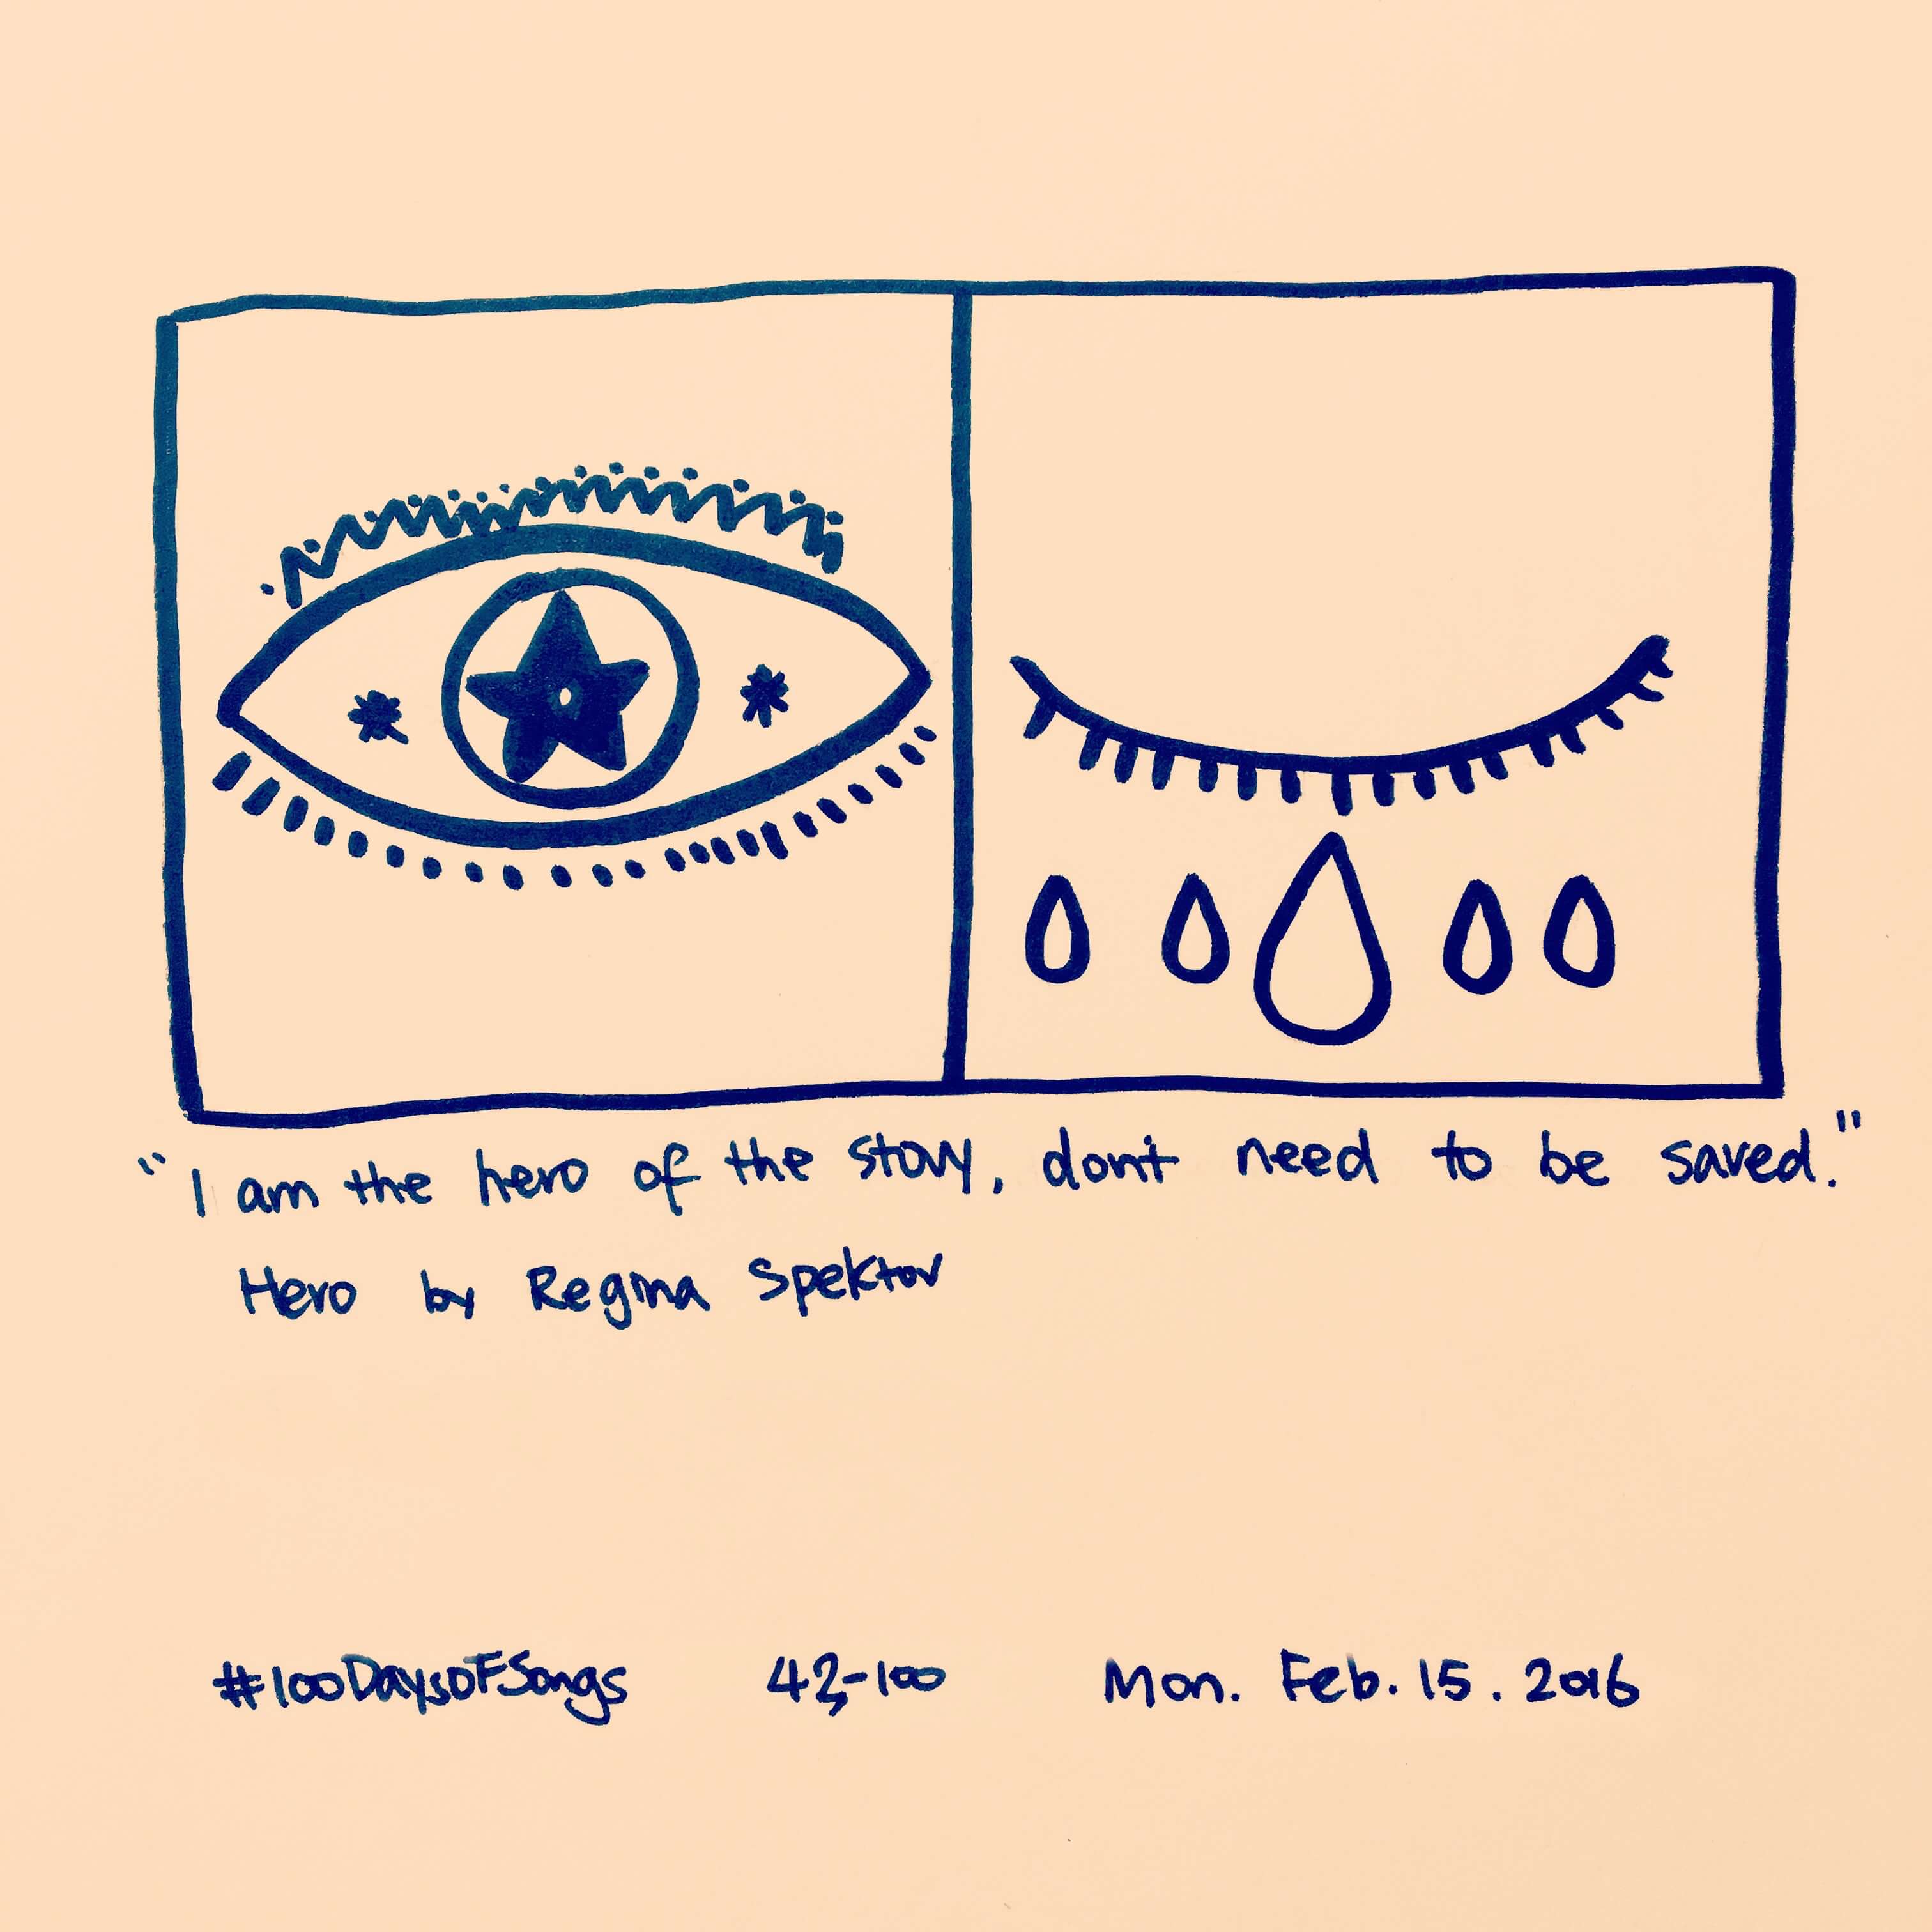 "I am the hero of the story, don't need to be saved."
Hero by Regina Spektor
#100DaysOfSongs 42-100 Mon. Feb. 15. 2016